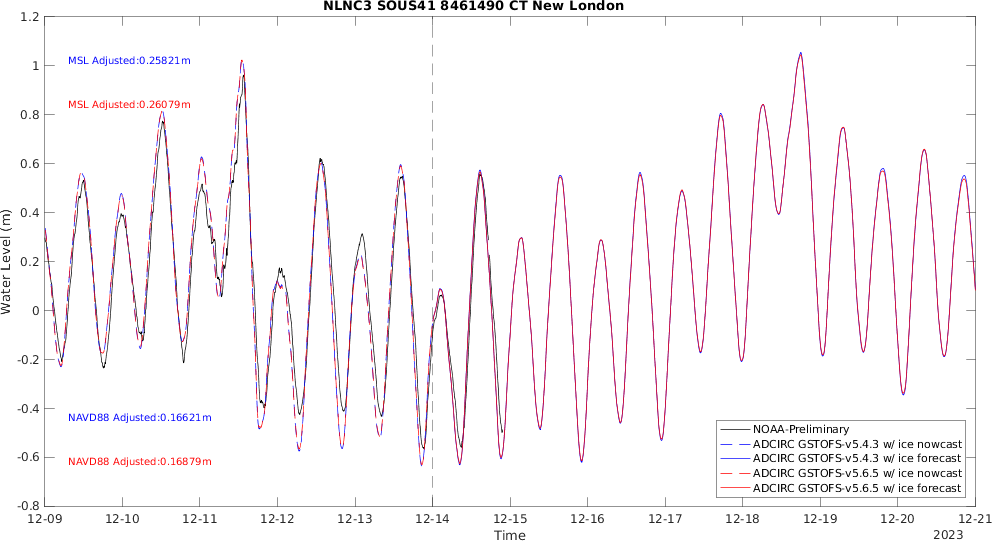 NLNC3 SOUS41 8461490 CT New London
1.2
1
0.8
0.6
0.4
0.2
0
-0.2
-0.4
-0.6
-0.8
Water Level (m)
MSL Adjusted:0.25821m
MSL Adjusted:0.26079m
NAVD88 Adjusted:0.16621m
NAVD88 Adjusted:0.16879m
NOAA-Preliminary
ADCIRC GSTOFS-v5.4.3 w/ ice nowcast
ADCIRC GSTOFS-v5.4.3 w/ ice forecast
ADCIRC GSTOFS-v5.6.5 w/ ice nowcast
ADCIRC GSTOFS-v5.6.5 w/ ice forecast
12-09 12-10 12-11 12-12 12-13 12-14 12-15 12-16 12-17 12-18 12-19 12-20 12-21
Time
2023